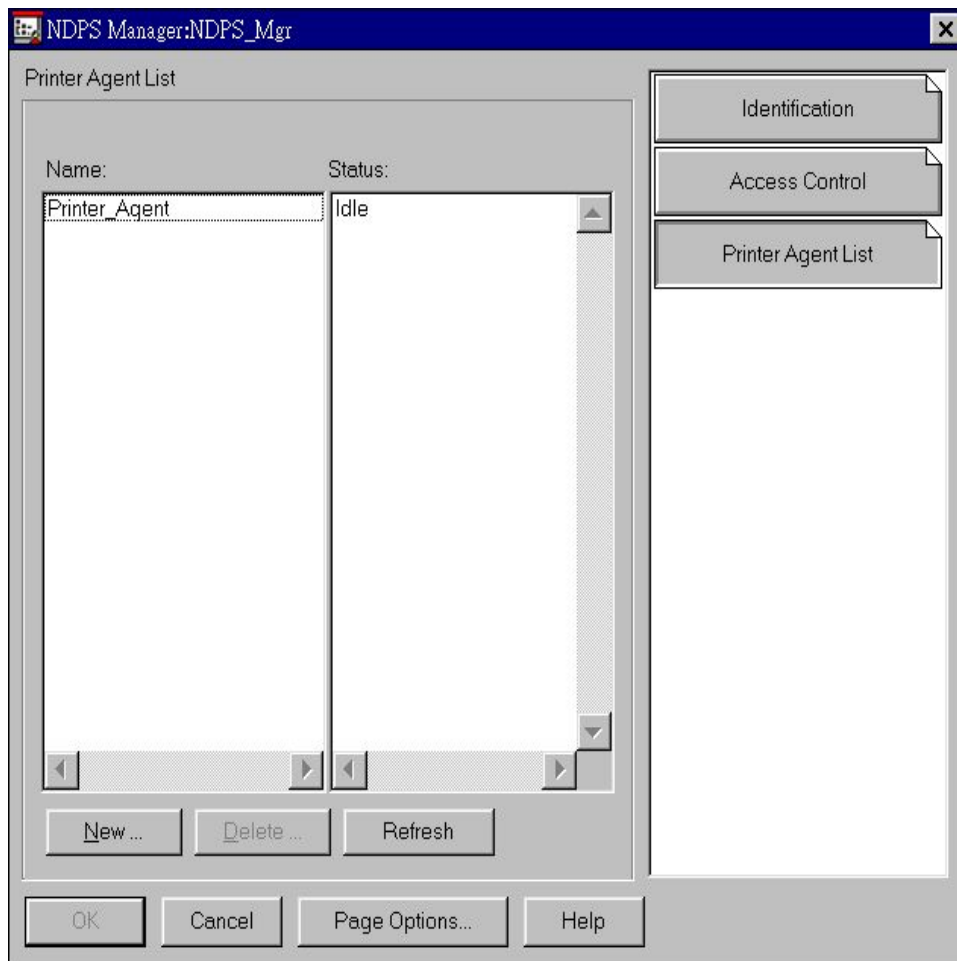 NDPS Manager:NDPS_Mgr
Printer Agent List
Name:
Status:
Printer_Agent
Idle
New ...
Delete ...
Refresh
OK
Cancel
Page Options...
Help
Identification
Access Control
Printer Agent List